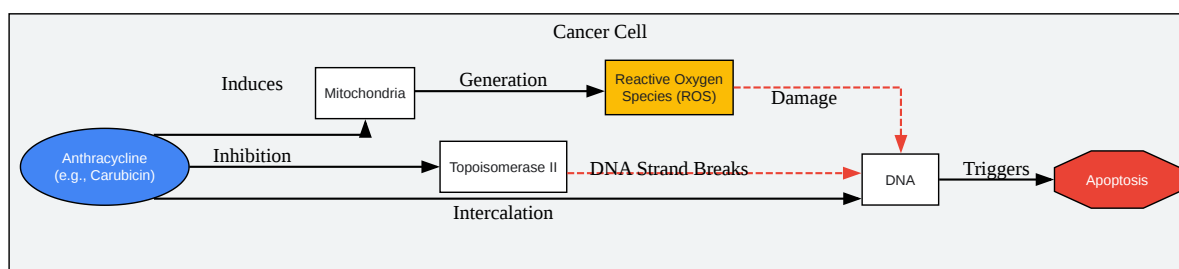 Cancer Cell
Induces
Mitochondria
Generation
Reactive Oxygen
Species (ROS)
Damage
Anthracycline
(e.g., Carubicin)
Inhibition
Topoisomerase II
DNA Strand Breaks
DNA
Triggers
Apoptosis
Intercalation